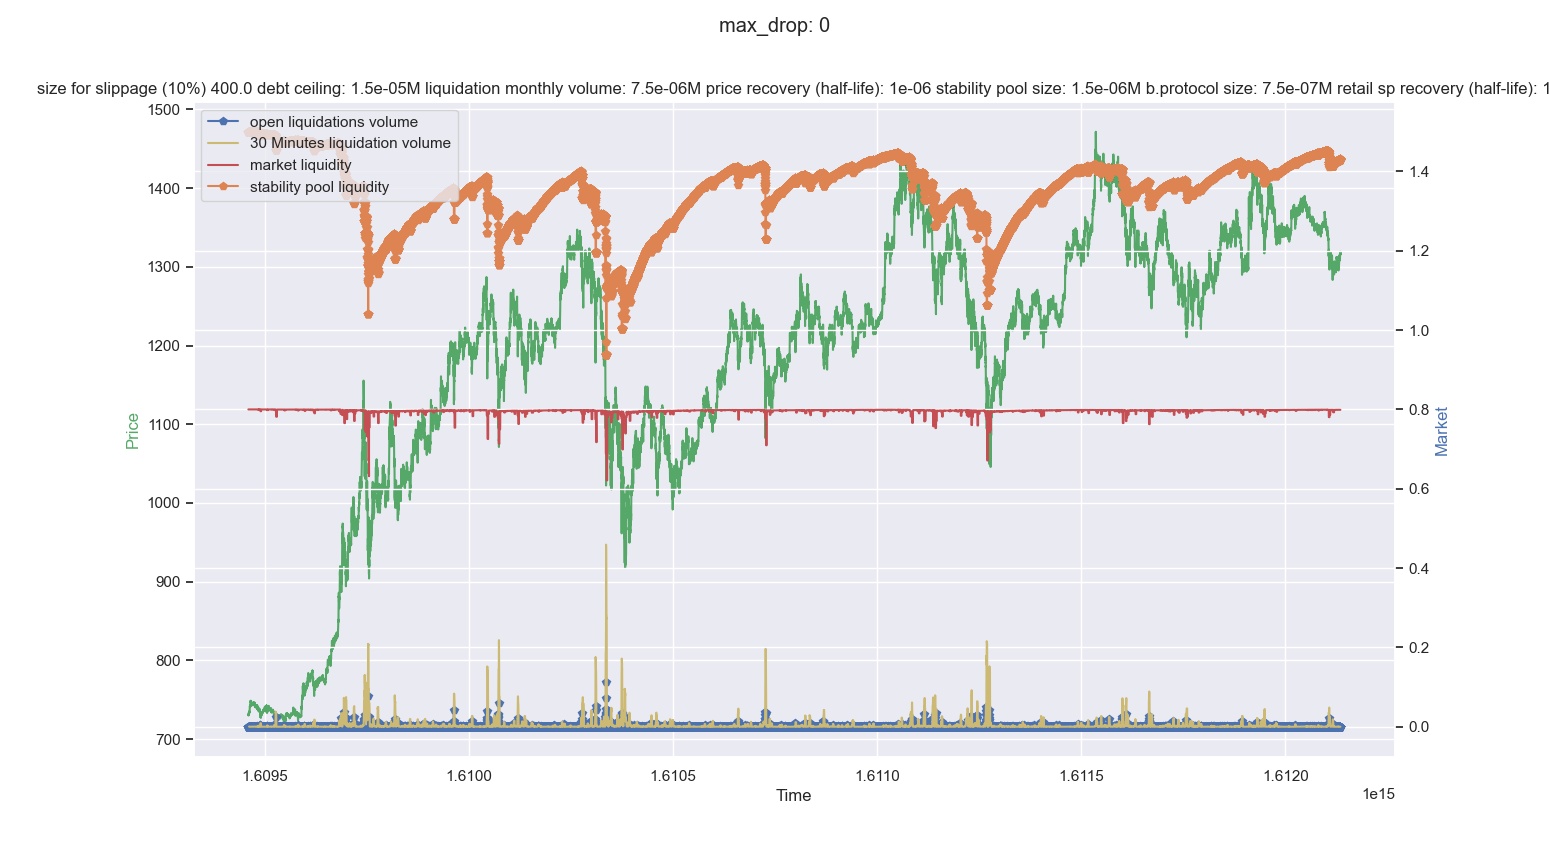 max_drop: 0
size for slippage (10%) 400.0 debt ceiling: 1.5e-05M liquidation monthly volume: 7.5e-06M price recovery (half-life): 1e-06 stability pool size: 1.5e-06M b.protocol size: 7.5e-07M retail sp recovery (half-life): 1
open liquidations volume
30 Minutes liquidation volume
market liquidity
stability pool liquidity
1500
1400
1300
1200
1100
1000
900
800
700
Price
1.4
1.2
1.0
0.8
0.6
0.4
0.2
0.0
Market
1.6095 1.6100 1.6105 1.6110 1.6115 1.6120
Time
1e15